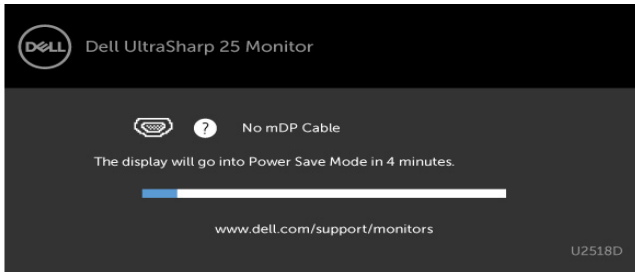 DELL
Dell UltraSharp 25 Monitor
? No mDP Cable
The display will go into Power Save Mode in 4 minutes.
www.dell.com/support/monitors
U2518D